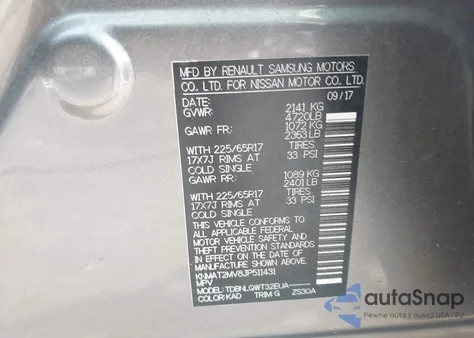 MFD BY RENAULT SAMSUNG MOTORS
CO. LTD. FOR NISSAN MOTOR CO. LTD.
DATE: 09/17
GVWR: 2141 KG
4720LB
GAWR FR: 1072 KG
2363 LB
WITH 225/65R17 TIRES
17X7J RIMS AT 33 PSI
COLD SINGLE
GAWR RR: 1089 KG
2401 LB
WITH 225/65R17 TIRES
17X7J RIMS AT 33 PSI
COLD SINGLE
THIS VEHICLE CONFORMS TO
ALL APPLICABLE FEDERAL
MOTOR VEHICLE SAFETY AND
THEFT PREVENTION STANDARDS
IN EFFECT ON THE DATE OF
MANUFACTURE SHOWN ABOVE.
KNMAT2MV8JP511431
MPV
MODEL: TDBNLGWT32EUA-----
COLOR: KAD TRIM G ZS30A
autaSnap
Pewne auta z USA i EU